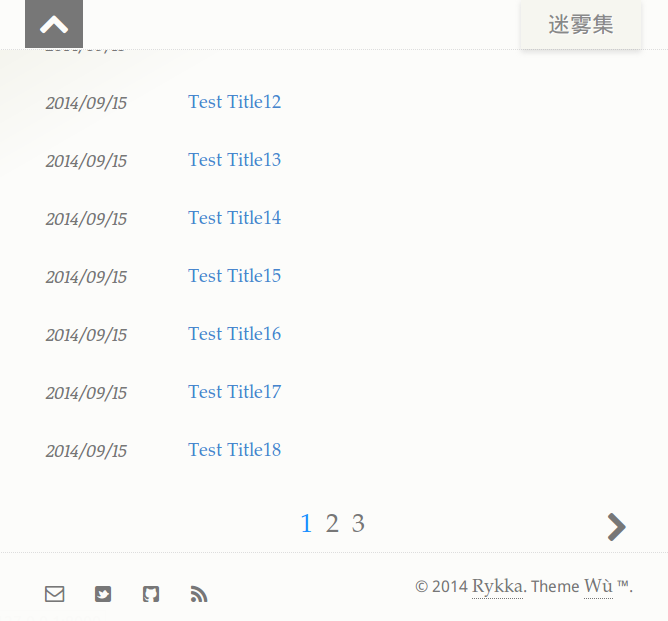 迷雾集
2014/09/15 Test Title12
2014/09/15 Test Title13
2014/09/15 Test Title14
2014/09/15 Test Title15
2014/09/15 Test Title16
2014/09/15 Test Title17
2014/09/15 Test Title18
1 2 3
© 2014 Rykka. Theme Wù ™.